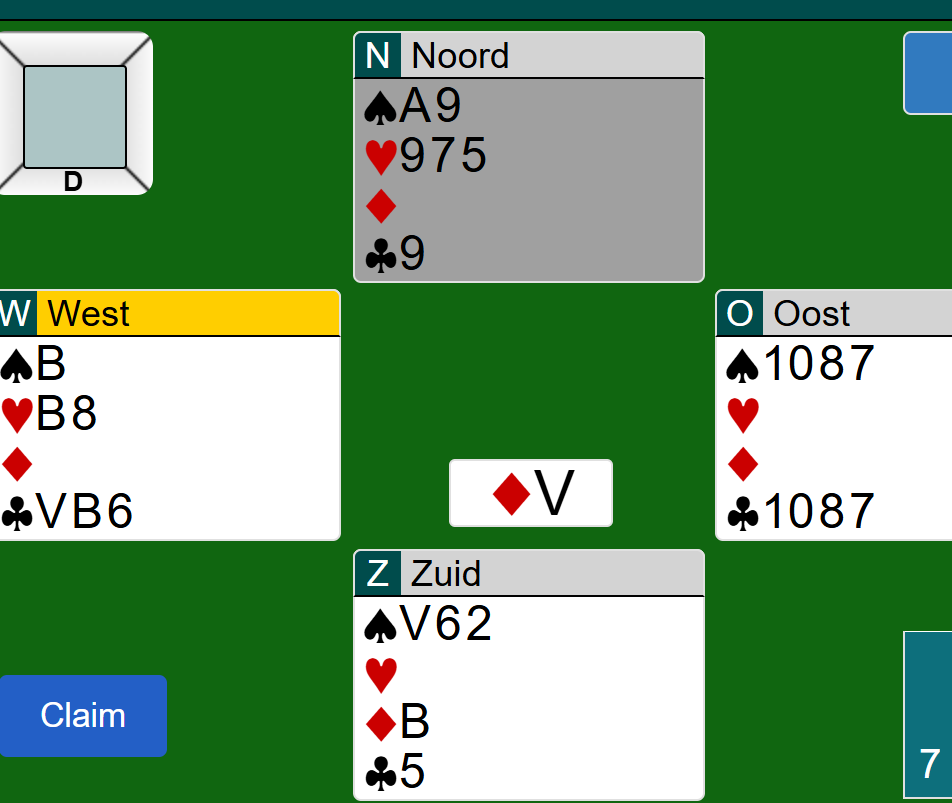 D
N Noord
♠A9
♥975
♦
♣9
W West
♠B
♥B8
♦
♣VB6
O Oost
♠1087
♥
♦
♣1087
♦V
Z Zuid
♠V62
♥
♦B
♣5
Claim
7